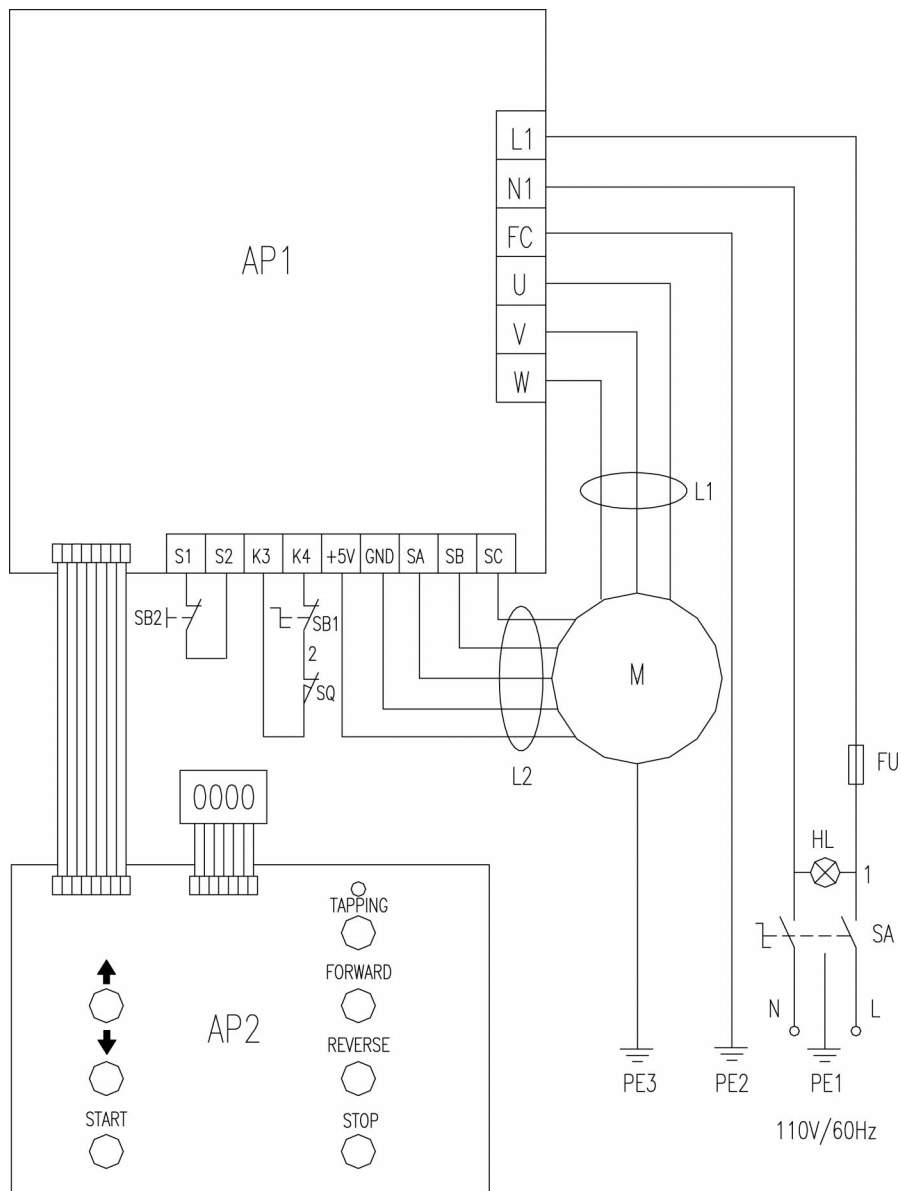 L1
N1
FC
AP1
U
V
W
L1
S1 S2 K3 K4 +5V GND SA SB SC
SB2
SB1
2
SQ
M
L2
FU
0000
HL
1
TAPPING
SA
FORWARD
N L
AP2
REVERSE
PE3 PE2 PE1
START STOP
110V/60Hz